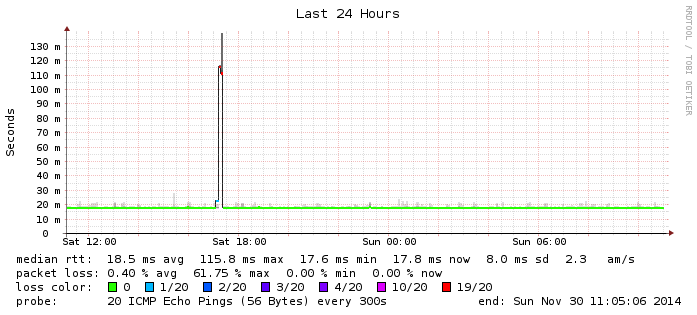 Last 24 Hours
RRDTOOL / TOBI OETIKER
Seconds
130 m
120 m
110 m
100 m
90 m
80 m
70 m
60 m
50 m
40 m
30 m
20 m
10 m
0
Sat 12:00 Sat 18:00 Sun 00:00 Sun 06:00
median rtt: 18.5 ms avg 115.8 ms max 17.6 ms min 17.8 ms now 8.0 ms sd 2.3 am/s
packet loss: 0.40 % avg 61.75 % max 0.00 % min 0.00 % now
loss color: 0 1/20 2/20 3/20 4/20 10/20 19/20
probe: 20 ICMP Echo Pings (56 Bytes) every 300s end: Sun Nov 30 11:05:06 2014